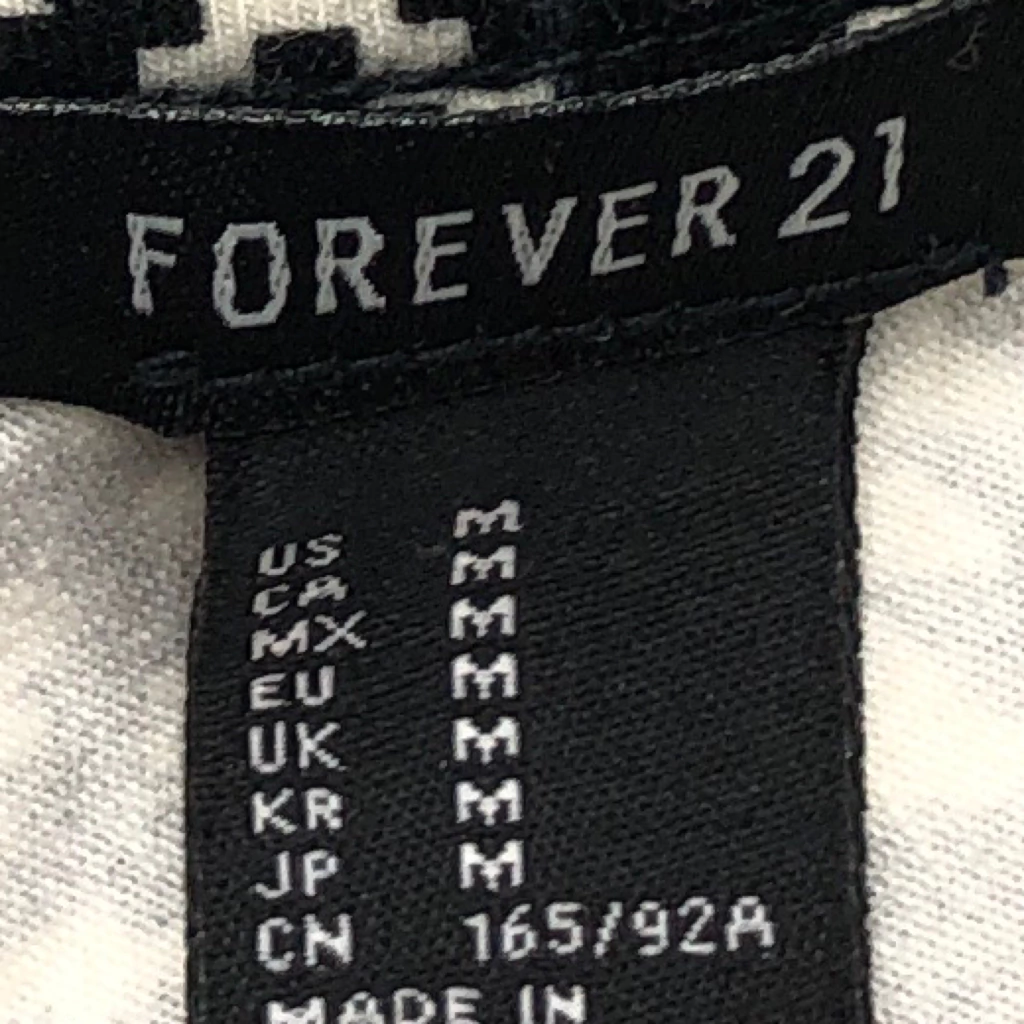 FOREVER 21
US M
CA M
MX M
EU M
UK M
KR M
JP M
CN 165/92A
MADE IN